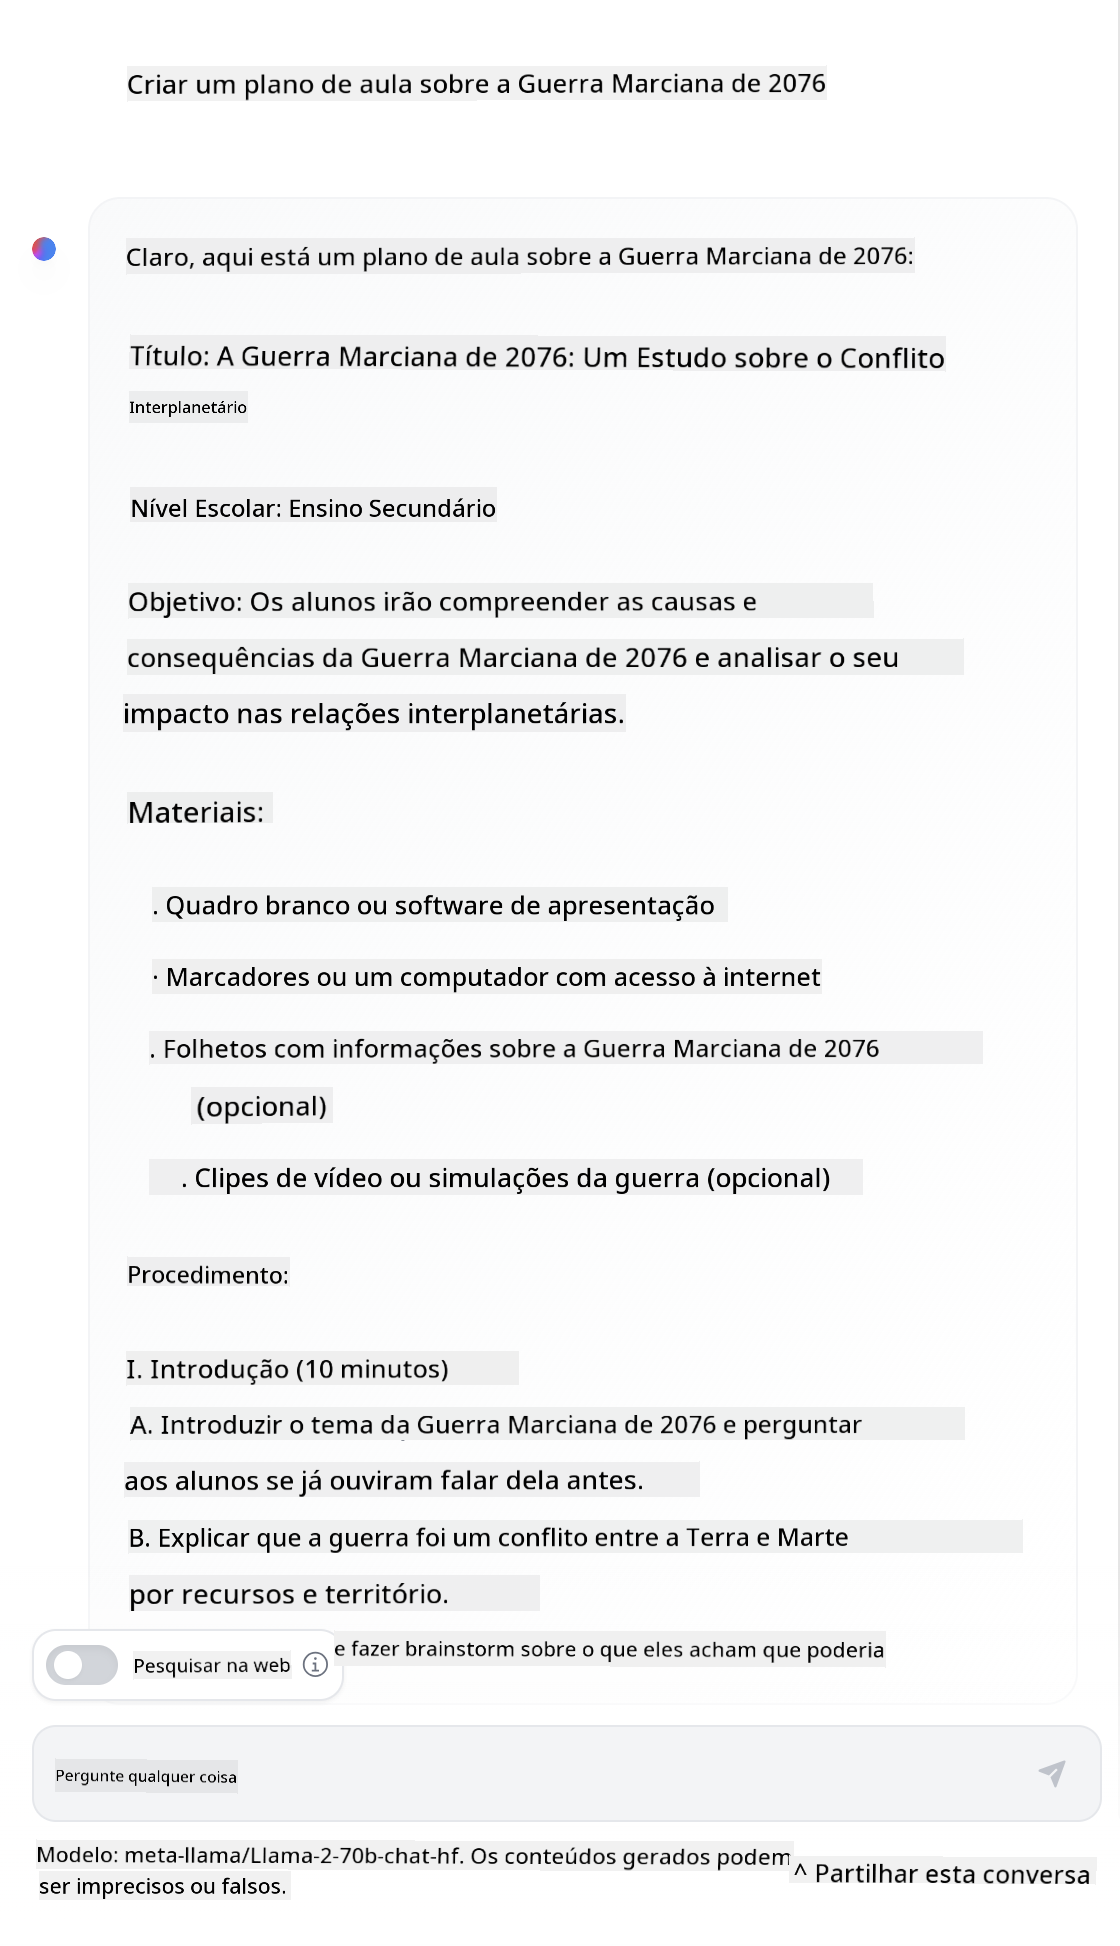 Criar um plano de aula sobre a Guerra Marciana de 2076
Claro, aqui está um plano de aula sobre a Guerra Marciana de 2076:
Título: A Guerra Marciana de 2076: Um Estudo sobre o Conflito
Interplanetário
Nível Escolar: Ensino Secundário
Objetivo: Os alunos irão compreender as causas e
consequências da Guerra Marciana de 2076 e analisar o seu
impacto nas relações interplanetárias.
Materiais:
. Quadro branco ou software de apresentação
· Marcadores ou um computador com acesso à internet
. Folhetos com informações sobre a Guerra Marciana de 2076
(opcional)
. Clipes de vídeo ou simulações da guerra (opcional)
Procedimento:
I. Introdução (10 minutos)
A. Introduzir o tema da Guerra Marciana de 2076 e perguntar
aos alunos se já ouviram falar dela antes.
B. Explicar que a guerra foi um conflito entre a Terra e Marte
por recursos e território.
e fazer brainstorm sobre o que eles acham que poderia
Pesquisar na web
Pergunte qualquer coisa
Modelo: meta-llama/Llama-2-70b-chat-hf. Os conteúdos gerados podem
ser imprecisos ou falsos.
^ Partilhar esta conversa